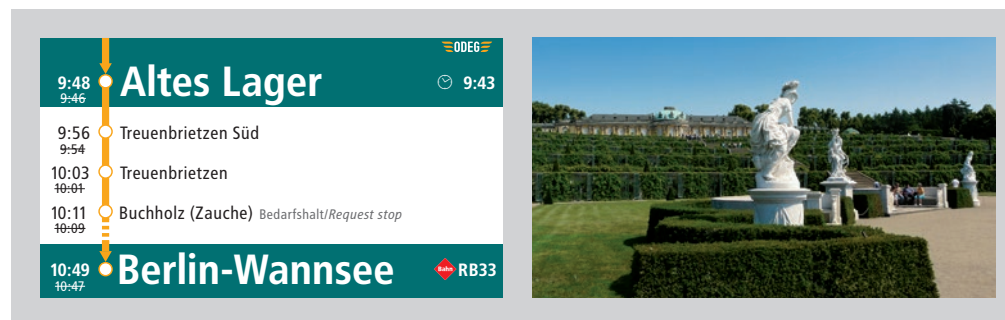 ODEG
9:48 Altes Lager 9:43
9:46
9:56 Treuenbrietzen Süd
9:54
10:03 Treuenbrietzen
10:01
10:11 Buchholz (Zauche) Bedarfshalt/Request stop
10:09
10:49 Berlin-Wannsee Bahn RB33
10:47